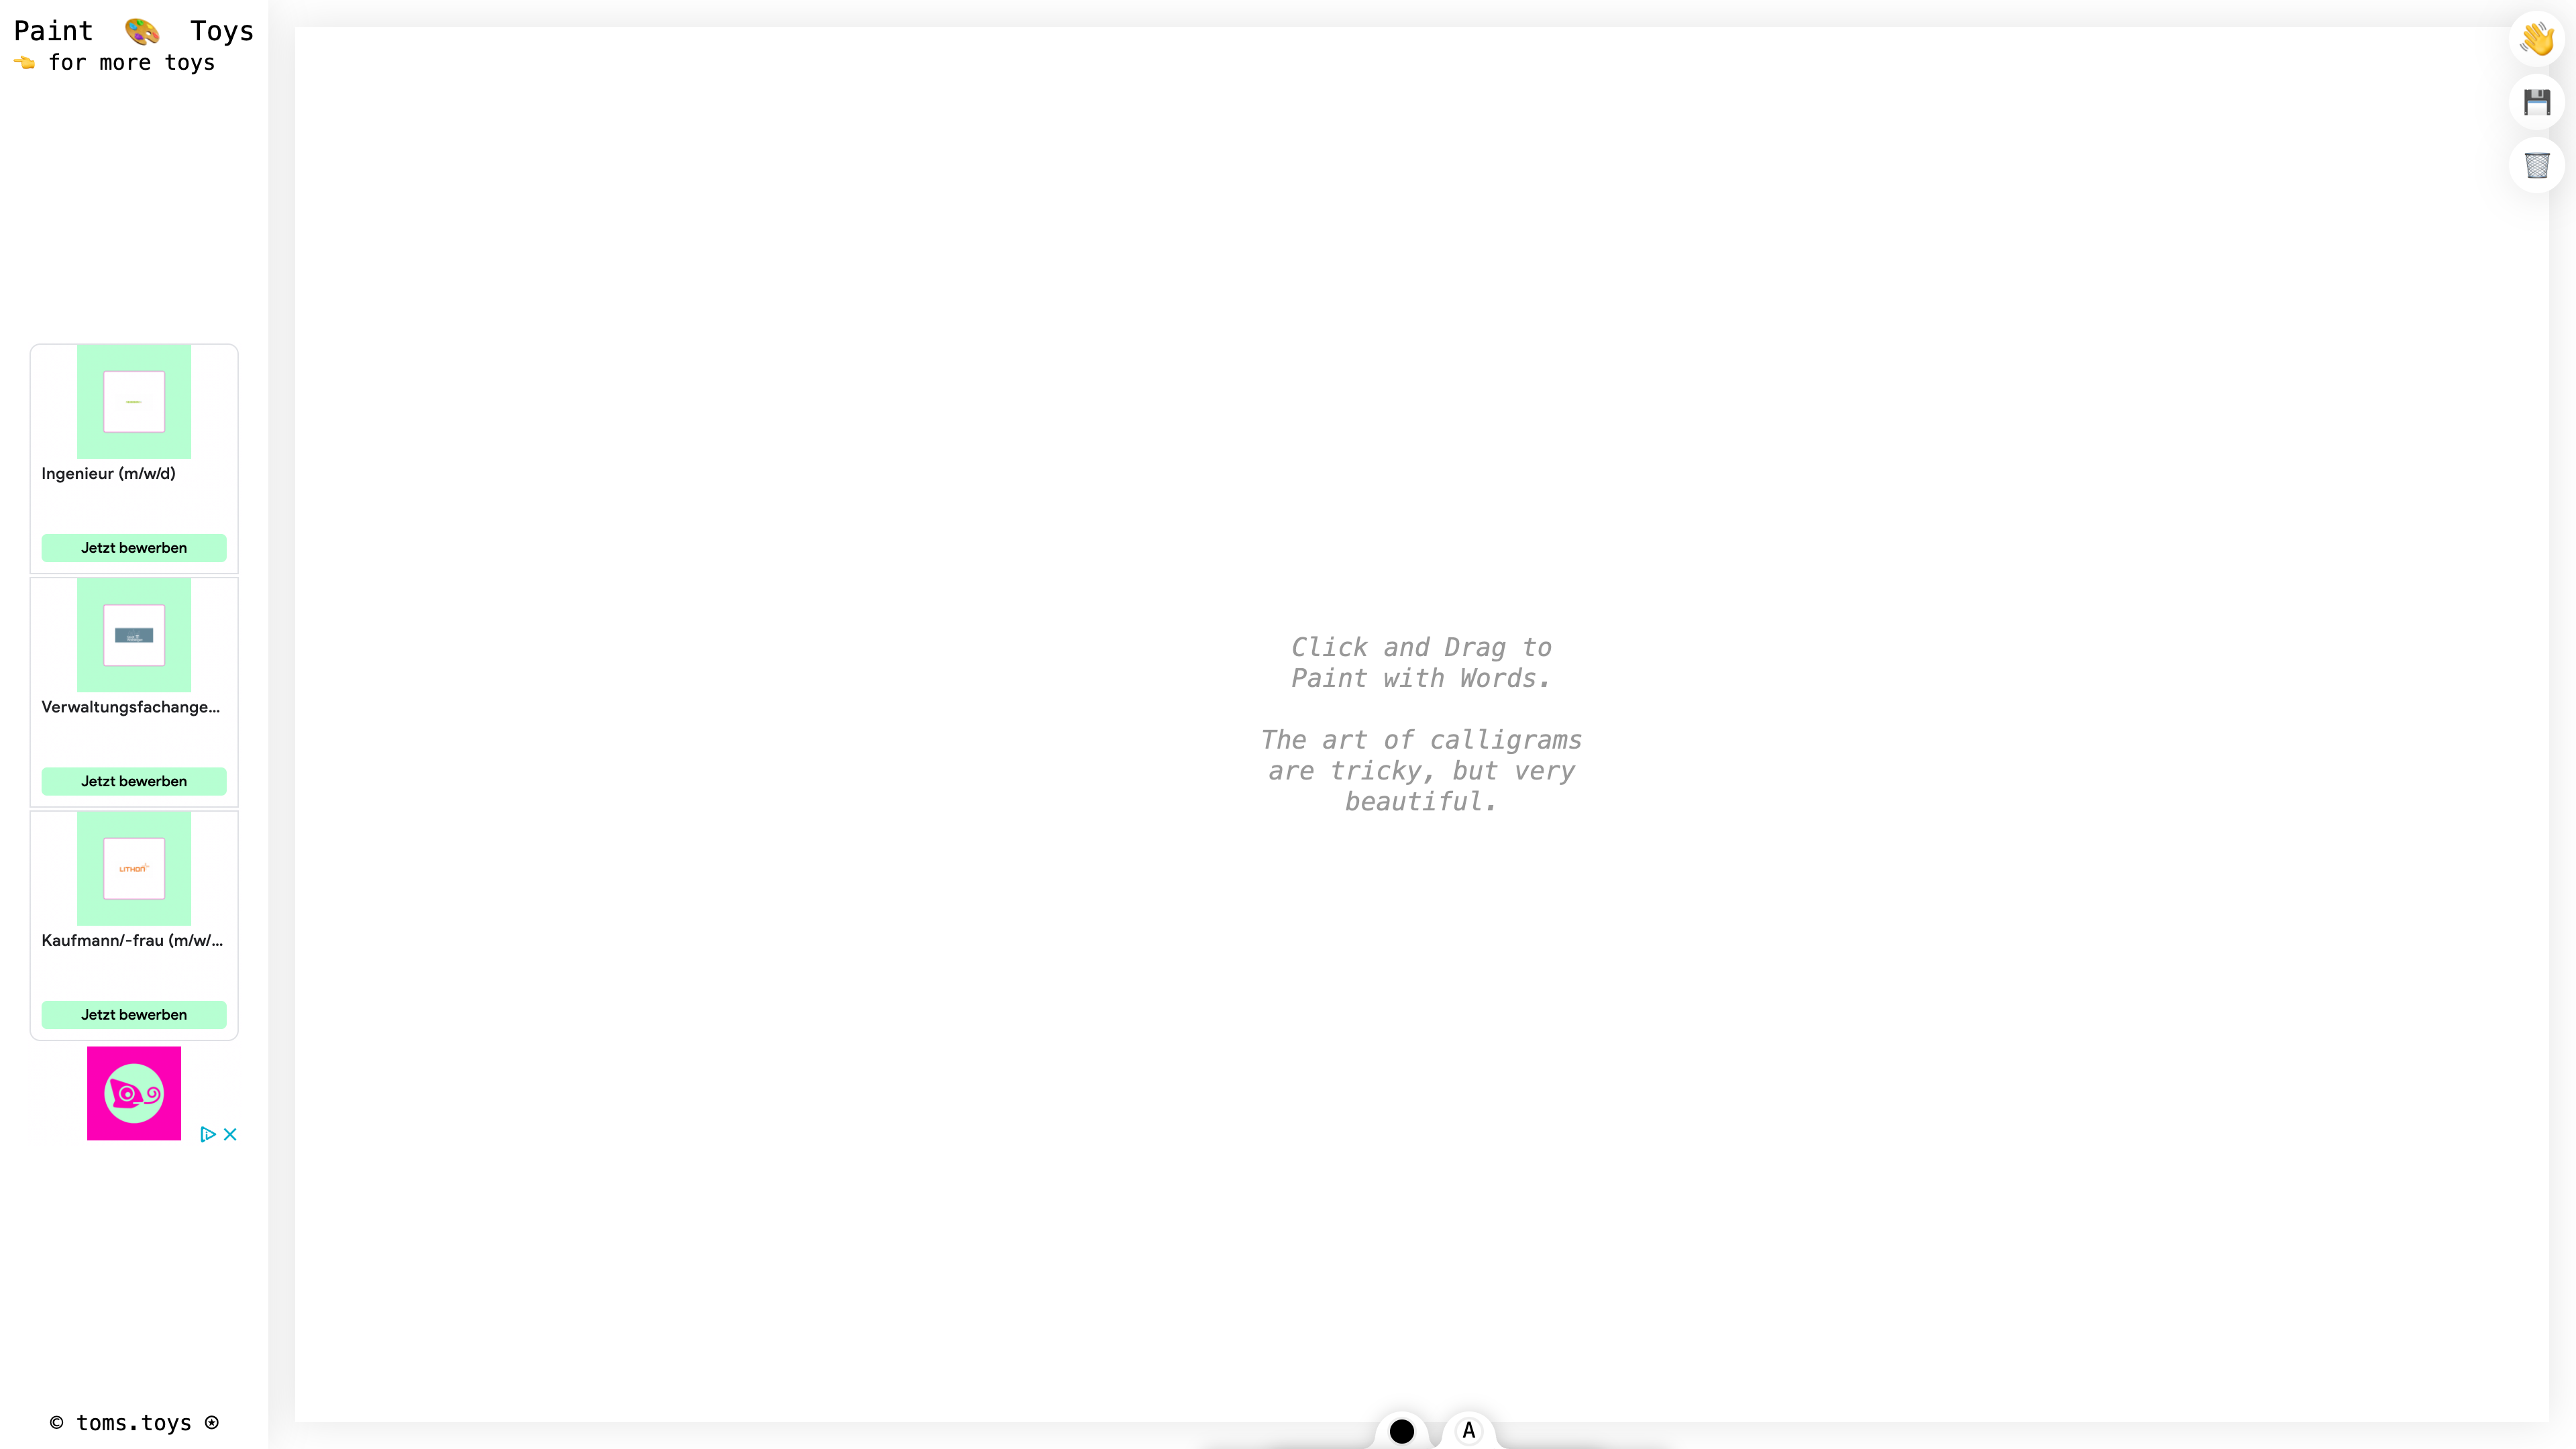 Paint 🎨 Toys
👈 for more toys
Ingenieur (m/w/d)
Jetzt bewerben
Verwaltungsfachange...
Jetzt bewerben
LITHON
Kaufmann/-frau (m/w/...
Jetzt bewerben
© toms.toys
Click and Drag to
Paint with Words.
The art of calligrams
are tricky, but very
beautiful.
A